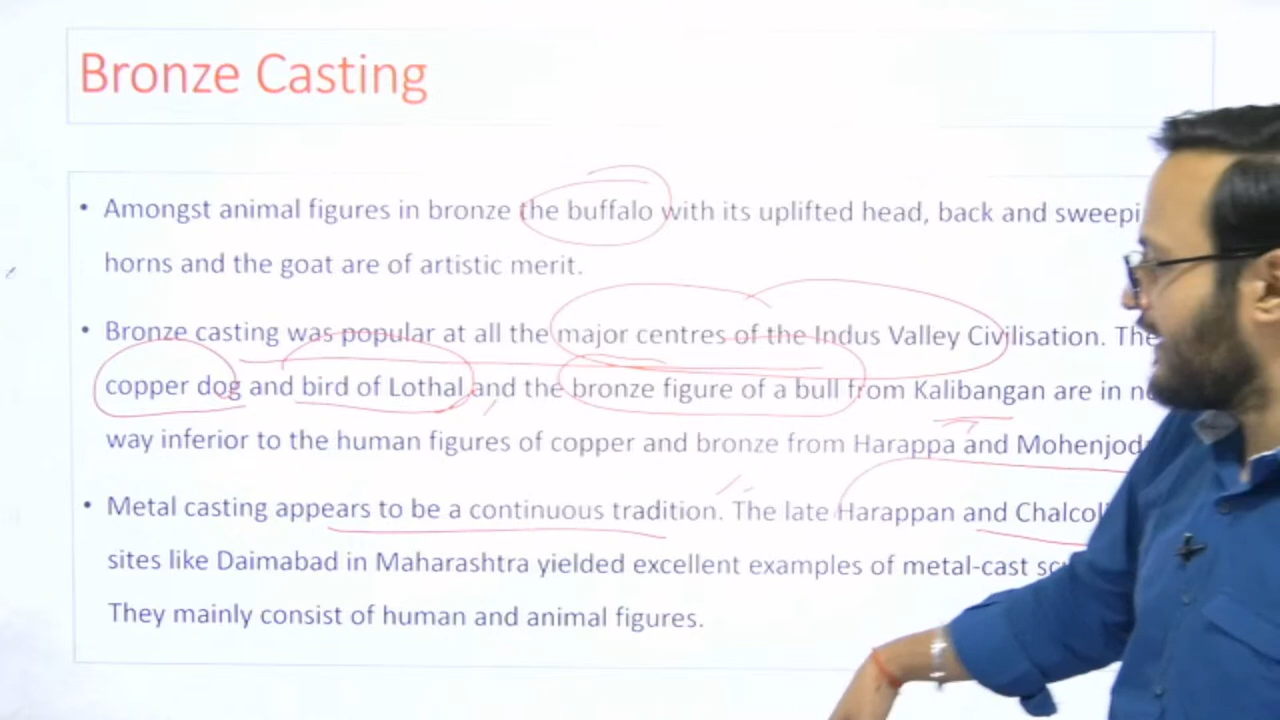 Bronze Casting
• Amongst animal figures in bronze the buffalo with its uplifted head, back and sweepi
horns and the goat are of artistic merit.
• Bronze casting was popular at all the major centres of the Indus Valley Civilisation. The
copper dog and bird of Lothal and the bronze figure of a bull from Kalibangan are in n
way inferior to the human figures of copper and bronze from Harappa and Mohenjod
• Metal casting appears to be a continuous tradition. The late Harappan and Chalcol
sites like Daimabad in Maharashtra yielded excellent examples of metal-cast sc
They mainly consist of human and animal figures.